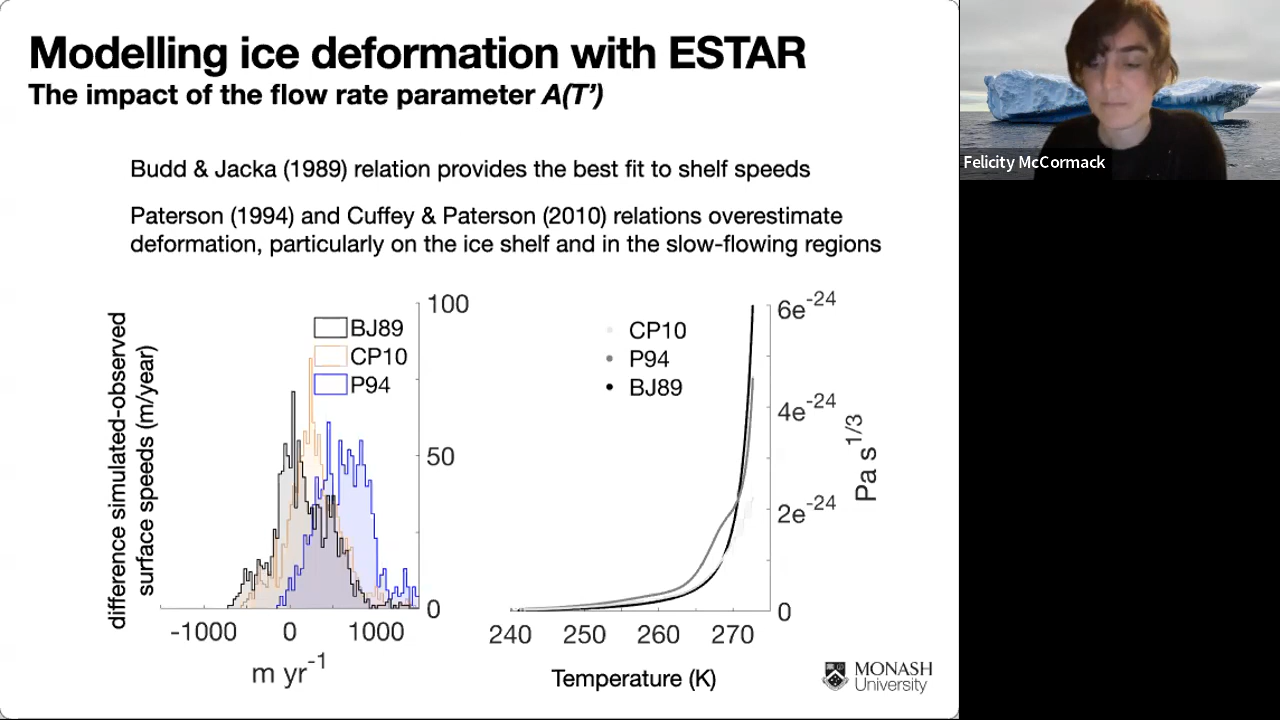 Modelling ice deformation with ESTAR
The impact of the flow rate parameter A(T')
Budd & Jacka (1989) relation provides the best fit to shelf speeds
Paterson (1994) and Cuffey & Paterson (2010) relations overestimate
deformation, particularly on the ice shelf and in the slow-flowing regions
difference simulated-observed
surface speeds (m/year)
BJ89
CP10
P94
100
50
0
-1000 0 1000
m yr-1
CP10
P94
BJ89
6e-24
4e-24
2e-24
0
Pa s1/3
240 250 260 270
Temperature (K)
MONASH
University
Felicity McCormack